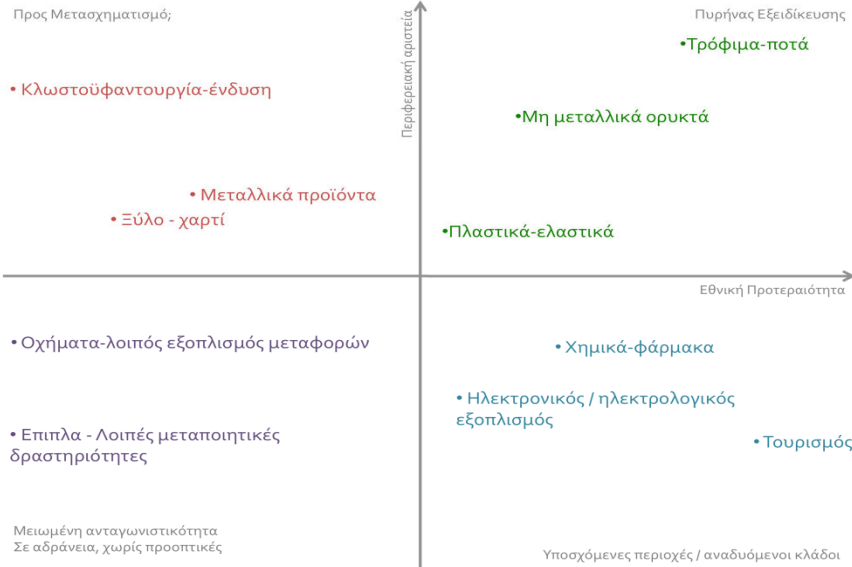 Προς Μετασχηματισμό;
Πυρήνας Εξειδίκευσης
Περιφερειακή αριστεία
•Τρόφιμα-ποτά
• Κλωστοϋφαντουργία-ένδυση
•Μη μεταλλικά ορυκτά
• Μεταλλικά προϊόντα
• Ξύλο - χαρτί
•Πλαστικά-ελαστικά
Εθνική Προτεραιότητα
• Οχήματα-λοιπός εξοπλισμός μεταφορών
• Χημικά-φάρμακα
• Ηλεκτρονικός / ηλεκτρολογικός
εξοπλισμός
• Επιπλα - Λοιπές μεταποιητικές
δραστηριότητες
• Τουρισμός
Μειωμένη ανταγωνιστικότητα
Σε αδράνεια, χωρίς προοπτικές
Υποσχόμενες περιοχές / αναδυόμενοι κλάδοι